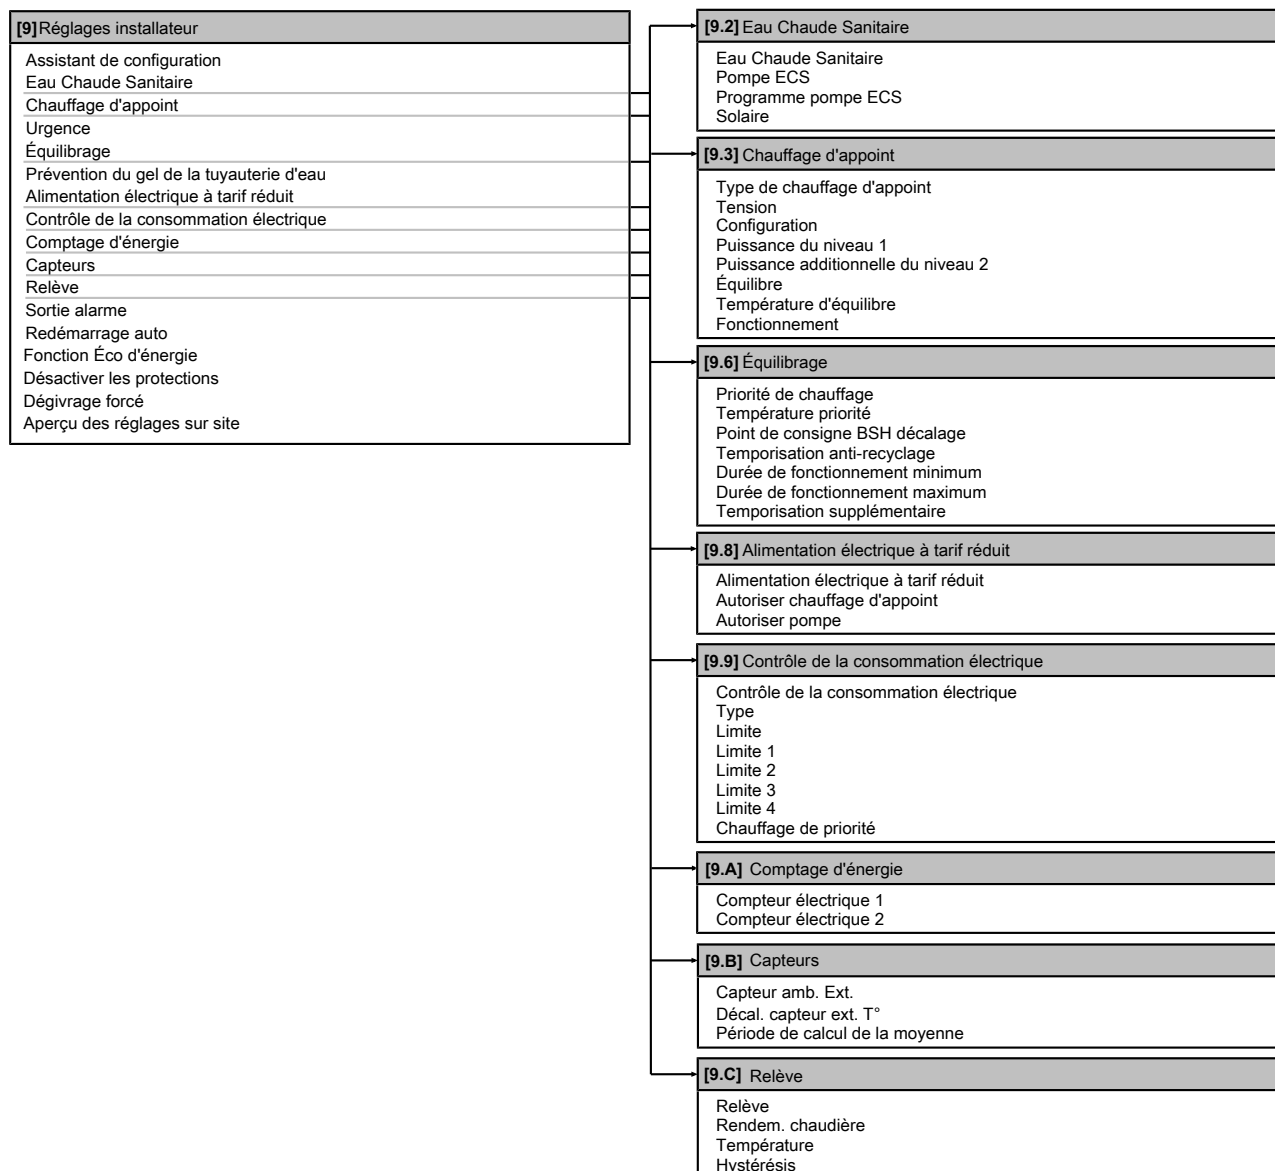 [9] Réglages installateur
Assistant de configuration
Eau Chaude Sanitaire
Chauffage d'appoint
Urgence
Équilibrage
Prévention du gel de la tuyauterie d'eau
Alimentation électrique à tarif réduit
Contrôle de la consommation électrique
Comptage d'énergie
Capteurs
Relève
Sortie alarme
Redémarrage auto
Fonction Éco d'énergie
Désactiver les protections
Dégivrage forcé
Aperçu des réglages sur site
[9.2] Eau Chaude Sanitaire
Eau Chaude Sanitaire
Pompe ECS
Programme pompe ECS
Solaire
[9.3] Chauffage d'appoint
Type de chauffage d'appoint
Tension
Configuration
Puissance du niveau 1
Puissance additionnelle du niveau 2
Équilibre
Température d'équilibre
Fonctionnement
[9.6] Équilibrage
Priorité de chauffage
Température priorité
Point de consigne BSH décalage
Temporisation anti-recyclage
Durée de fonctionnement minimum
Durée de fonctionnement maximum
Temporisation supplémentaire
[9.8] Alimentation électrique à tarif réduit
Alimentation électrique à tarif réduit
Autoriser chauffage d'appoint
Autoriser pompe
[9.9] Contrôle de la consommation électrique
Contrôle de la consommation électrique
Type
Limite
Limite 1
Limite 2
Limite 3
Limite 4
Chauffage de priorité
[9.A] Comptage d'énergie
Compteur électrique 1
Compteur électrique 2
[9.B] Capteurs
Capteur amb. Ext.
Décal. capteur ext. T°
Période de calcul de la moyenne
[9.C] Relève
Relève
Rendem. chaudière
Température
Hystérésis